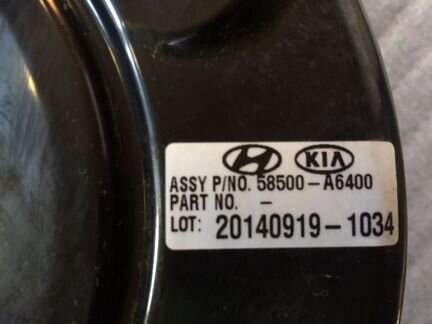 KIA
ASSY P/NO. 58500-A6400
PART NO. -
LOT: 20140919-1034